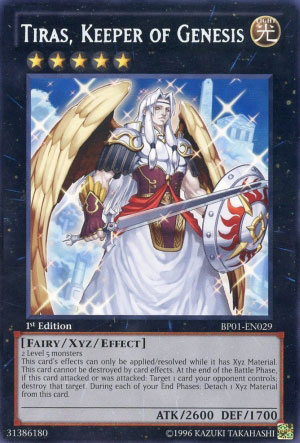 TIRAS, KEEPER OF GENESIS
LIGHT
光
1st Edition
BP01-EN029
[FAIRY/XYZ/EFFECT]
2 Level 5 monsters
This card's effects can only be applied/resolved while it has Xyz Material.
This card cannot be destroyed by card effects. At the end of the Battle Phase,
if this card attacked or was attacked: Target 1 card your opponent controls;
destroy that target. During each of your End Phases: Detach 1 Xyz Material
from this card.
ATK/2600 DEF/1700
31386180
©1996 KAZUKI TAKAHASHI